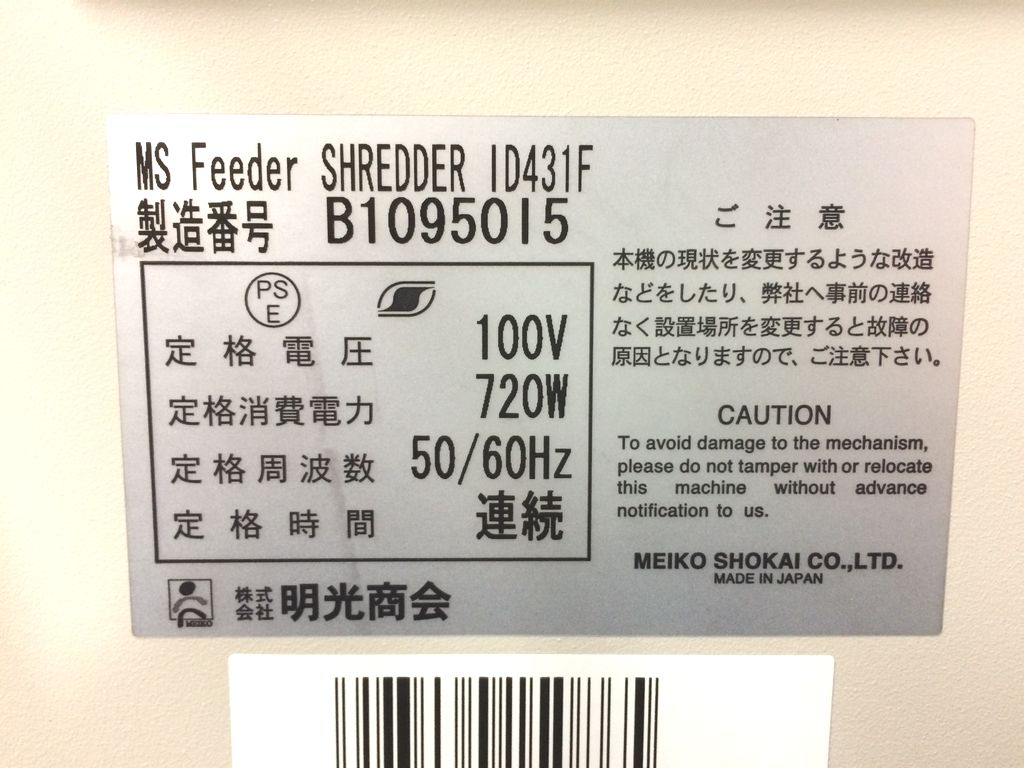 MS Feeder SHREDDER ID431F
製造番号 B1095015
PS
E
定格電圧 100V
定格消費電力 720W
定格周波数 50/60Hz
定格時間 連続
MEIKO
株式
会社 明光商会
ご注意
本機の現状を変更するような改造
などをしたり、弊社へ事前の連絡
なく設置場所を変更すると故障の
原因となりますので、ご注意下さい。
CAUTION
To avoid damage to the mechanism,
please do not tamper with or relocate
this machine without advance
notification to us.
MEIKO SHOKAI CO.,LTD.
MADE IN JAPAN